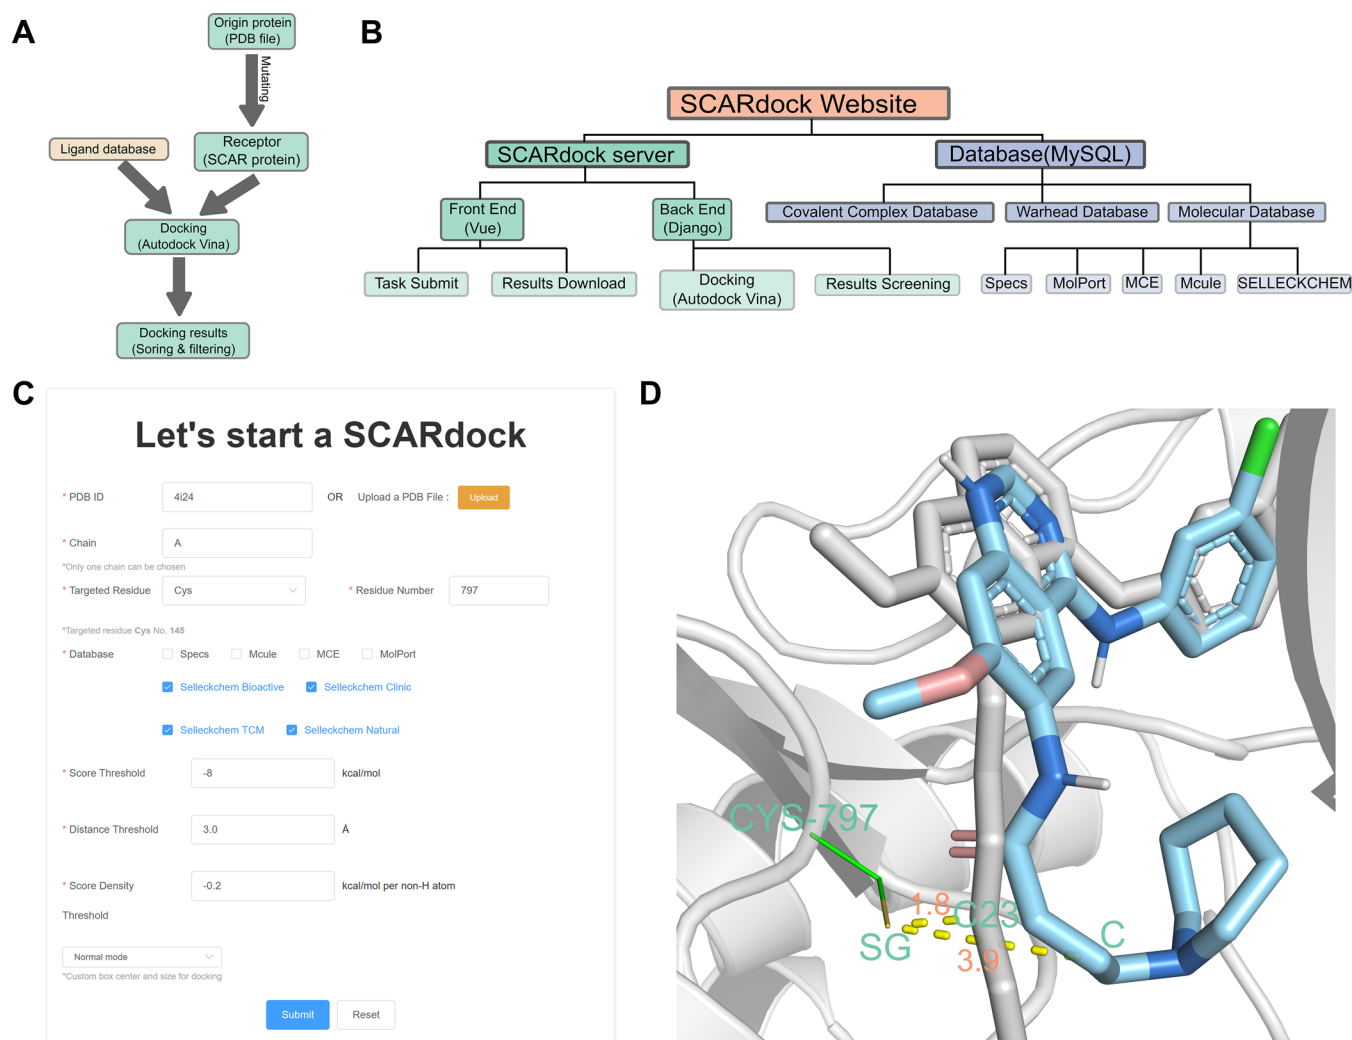 A
Origin protein
(PDB file)
Mutating
Ligand database
Receptor
(SCAR protein)
Docking
(Autodock Vina)
Docking results
(Soring & filtering)
B
SCARdock Website
SCARdock server
Database(MySQL)
Front End
(Vue)
Back End
(Django)
Covalent Complex Database
Warhead Database
Molecular Database
Task Submit
Results Download
Docking
(Autodock Vina)
Results Screening
Specs
MolPort
MCE
Mcule
SELLECKCHEM
C
Let's start a SCARdock
* PDB ID 4i24 OR Upload a PDB File : Upload
* Chain A
*Only one chain can be chosen
* Targeted Residue Cys * Residue Number 797
*Targeted residue Cys No. 145
* Database Specs Mcule MCE MolPort
Selleckchem Bioactive Selleckchem Clinic
Selleckchem TCM Selleckchem Natural
* Score Threshold -8 kcal/mol
* Distance Threshold 3.0 Å
* Score Density -0.2 kcal/mol per non-H atom
Threshold
Normal mode
*Custom box center and size for docking
Submit Reset
D
CYS-797
1.8
C23
SG
C
3.9